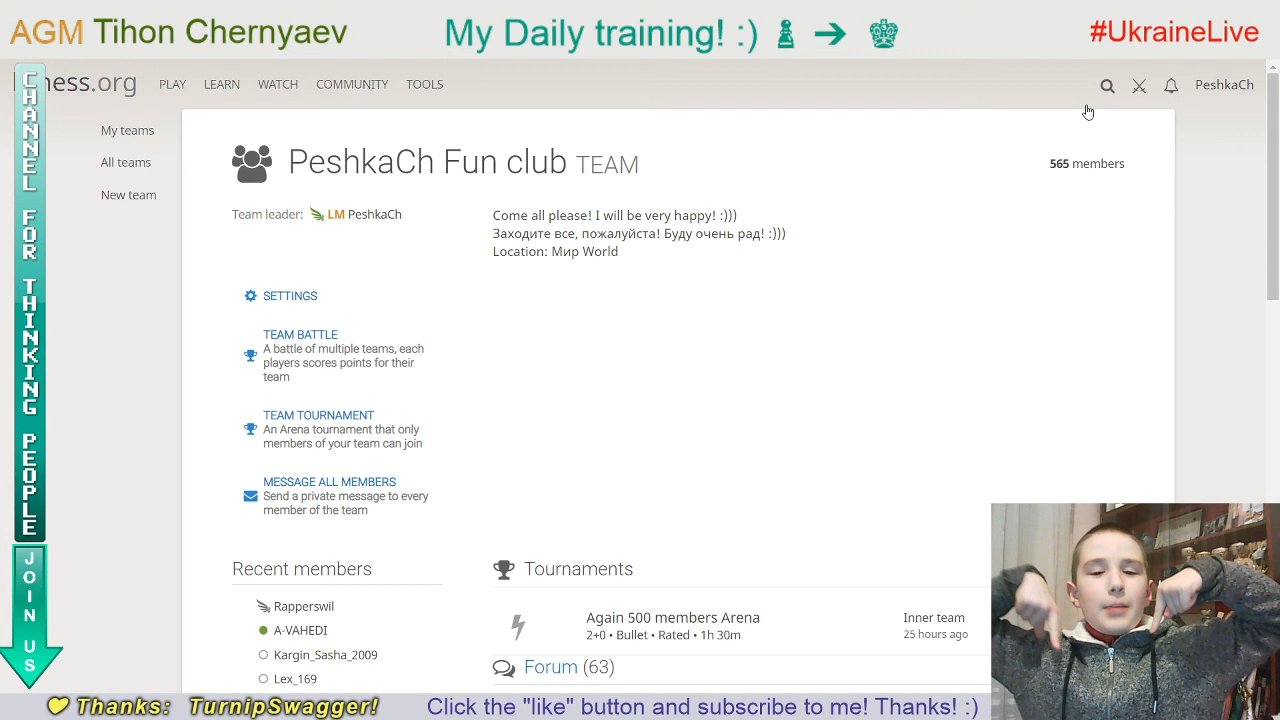 AGM Tihon Chernyaev
My Daily training! :)
#UkraineLive
CHANNEL FOR THINKING PEOPLE
JOIN US
hess.org
PLAY LEARN WATCH COMMUNITY TOOLS
PeshkaCh
My teams
All teams
New team
PeshkaCh Fun club TEAM
565 members
Team leader: LM PeshkaCh
Come all please! I will be very happy! :)))
Заходите все, пожалуйста! Буду очень рад! :)))
Location: Мир World
SETTINGS
TEAM BATTLE
A battle of multiple teams, each
players scores points for their
team
TEAM TOURNAMENT
An Arena tournament that only
members of your team can join
MESSAGE ALL MEMBERS
Send a private message to every
member of the team
Recent members
Rapperswil
A-VAHEDI
Kargin_Sasha_2009
Lex_169
Tournaments
Again 500 members Arena
2+0 • Bullet • Rated • 1h 30m
Inner team
25 hours ago
Forum (63)
Thanks: TurnipSwagger!
Click the "like" button and subscribe to me! Thanks! :)